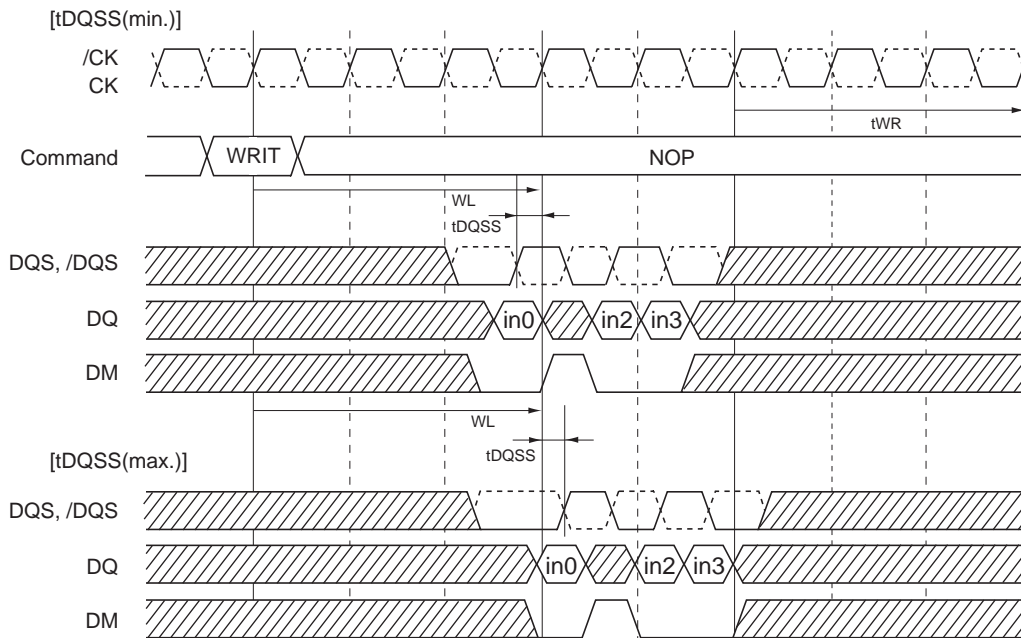 [tDQSS(min.)]
/CK
CK
tWR
Command WRIT NOP
WL
tDQSS
DQS, /DQS
DQ in0 in2 in3
DM
WL
tDQSS
[tDQSS(max.)]
DQS, /DQS
DQ in0 in2 in3
DM